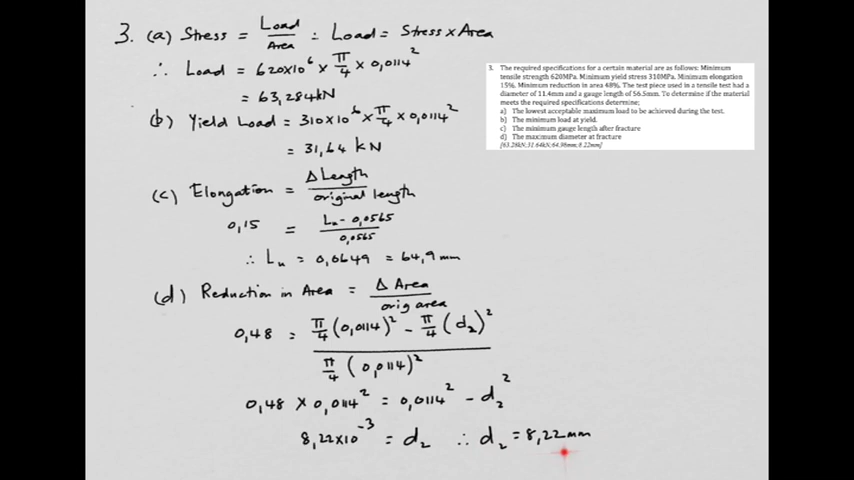 3. (a) Stress = Load / Area ∴ Load = Stress x Area
∴ Load = 620x10^6 x π/4 x 0,0114^2
= 63,284kN
(b) Yield Load = 310x10^6 x π/4 x 0,0114^2
= 31,64 kN
(c) Elongation = Δ Length / original length
0,15 = Lu - 0,0565 / 0,0565
∴ Lu = 0,0649 = 64,9mm
(d) Reduction in Area = Δ Area / orig area
0,48 = π/4 (0,0114)^2 - π/4 (d2)^2 / π/4 (0,0114)^2
0,48 x 0,0114^2 = 0,0114^2 - d2^2
8,22x10^-3 = d2 ∴ d2 = 8,22mm
3. The required specifications for a certain material are as follows: Minimum
tensile strength 620MPa. Minimum yield stress 310MPa. Minimum elongation
15%. Minimum reduction in area 48%. The test piece used in a tensile test had a
diameter of 11.4mm and a gauge length of 56.5mm. To determine if the material
meets the required specifications determine;
a) The lowest acceptable maximum load to be achieved during the test.
b) The minimum load at yield.
c) The minimum gauge length after fracture
d) The maximum diameter at fracture
[63.28kN; 31.64kN; 64.98mm; 8.22mm]